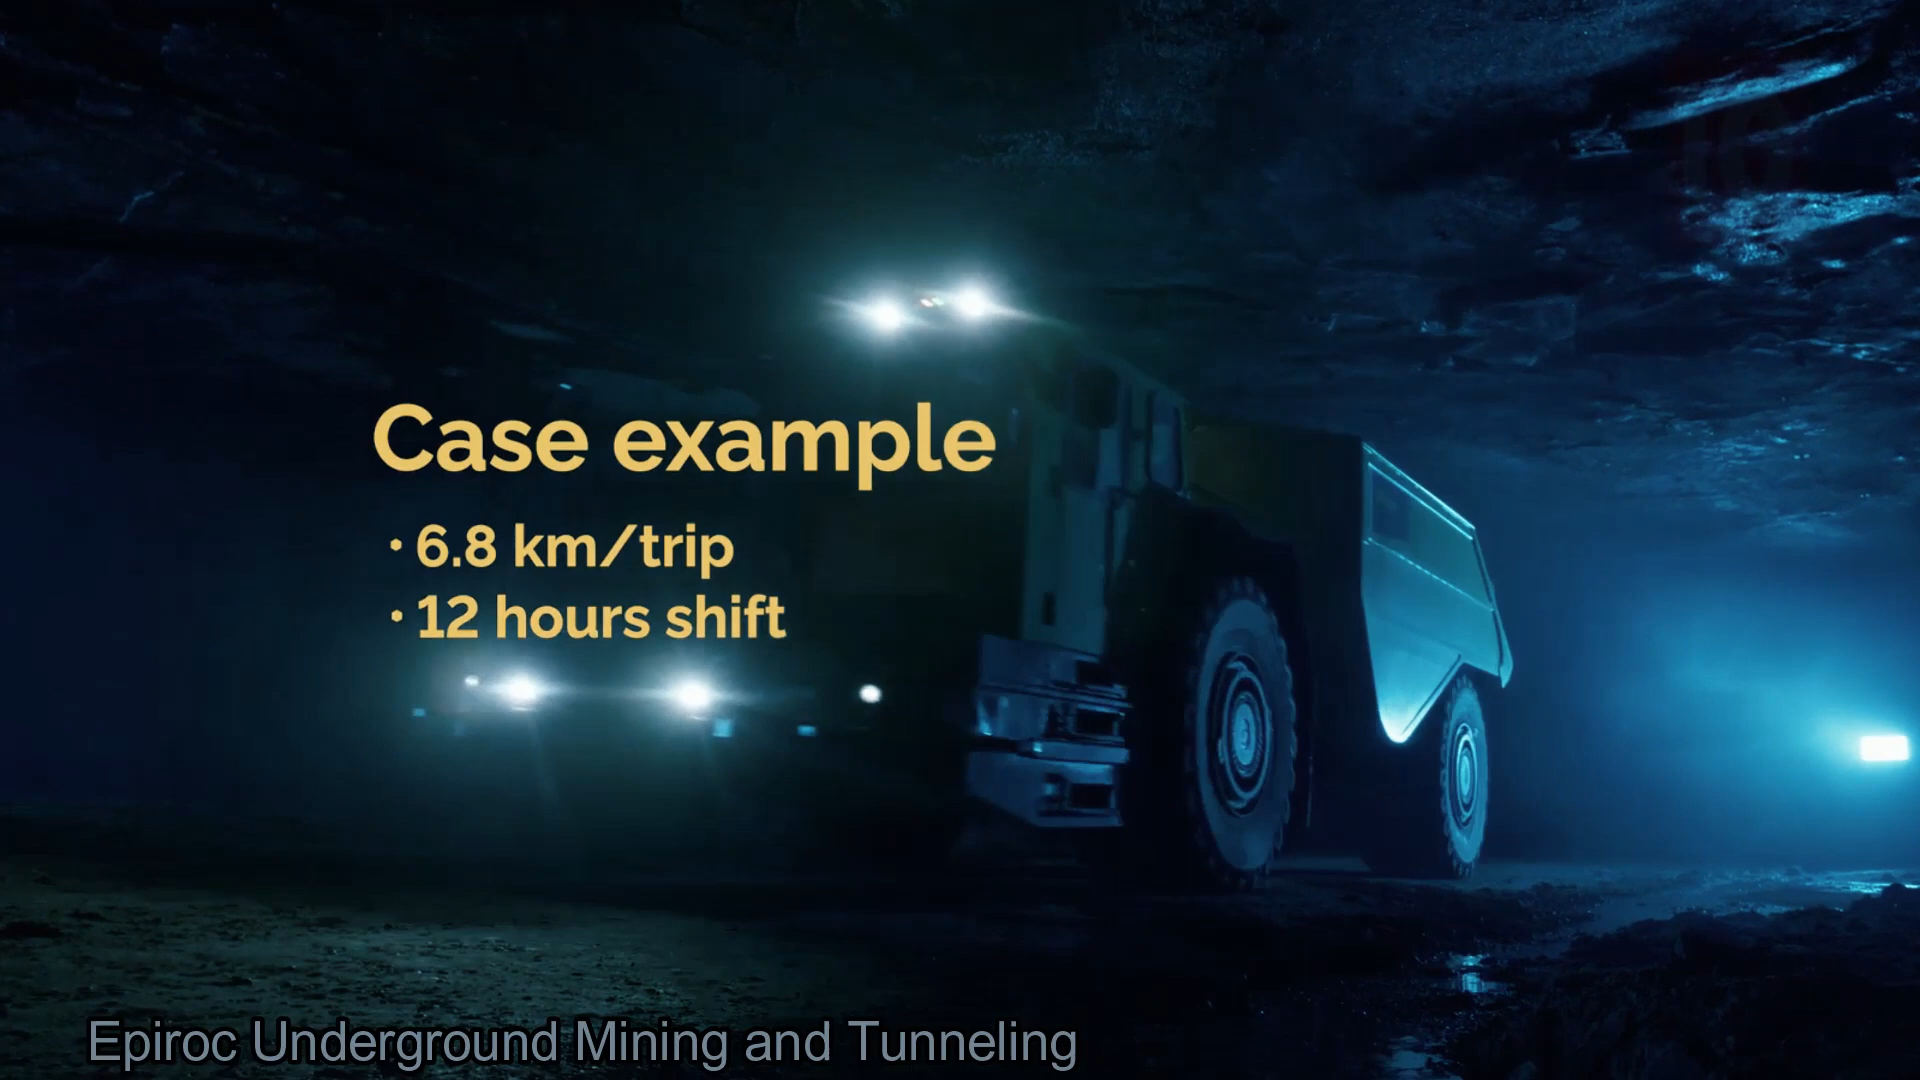 Case example
· 6.8 km/trip
· 12 hours shift
Epiroc Underground Mining and Tunneling